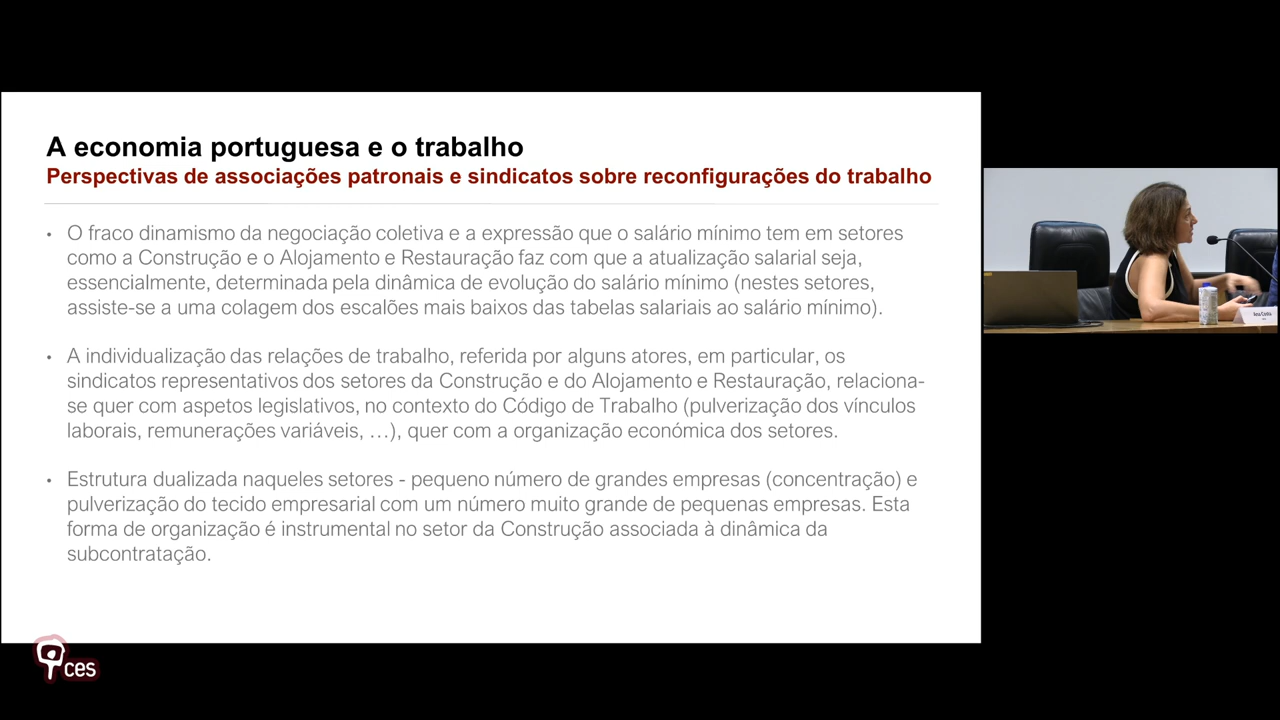 A economia portuguesa e o trabalho
Perspectivas de associações patronais e sindicatos sobre reconfigurações do trabalho
• O fraco dinamismo da negociação coletiva e a expressão que o salário mínimo tem em setores
como a Construção e o Alojamento e Restauração faz com que a atualização salarial seja,
essencialmente, determinada pela dinâmica de evolução do salário mínimo (nestes setores,
assiste-se a uma colagem dos escalões mais baixos das tabelas salariais ao salário mínimo).
• A individualização das relações de trabalho, referida por alguns atores, em particular, os
sindicatos representativos dos setores da Construção e do Alojamento e Restauração, relaciona-
se quer com aspetos legislativos, no contexto do Código de Trabalho (pulverização dos vínculos
laborais, remunerações variáveis, …), quer com a organização económica dos setores.
• Estrutura dualizada naqueles setores - pequeno número de grandes empresas (concentração) e
pulverização do tecido empresarial com um número muito grande de pequenas empresas. Esta
forma de organização é instrumental no setor da Construção associada à dinâmica da
subcontratação.
Ana Costa
ces